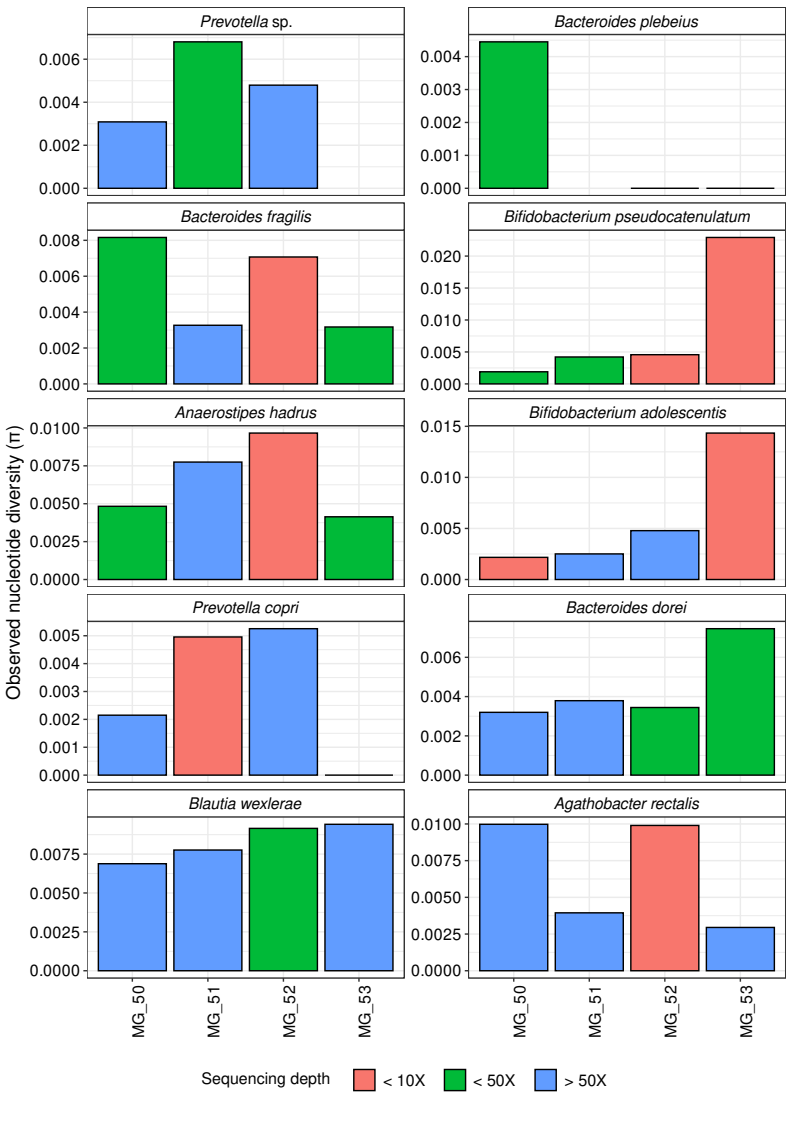 Prevotella sp.
0.006
0.004
0.002
0.000
Bacteroides plebeius
0.004
0.003
0.002
0.001
0.000
Bacteroides fragilis
0.008
0.006
0.004
0.002
0.000
Bifidobacterium pseudocatenulatum
0.020
0.015
0.010
0.005
0.000
Observed nucleotide diversity (π)
Anaerostipes hadrus
0.0100
0.0075
0.0050
0.0025
0.0000
Bifidobacterium adolescentis
0.015
0.010
0.005
0.000
Prevotella copri
0.005
0.004
0.003
0.002
0.001
0.000
Bacteroides dorei
0.006
0.004
0.002
0.000
Blautia wexlerae
0.0075
0.0050
0.0025
0.0000
Agathobacter rectalis
0.0100
0.0075
0.0050
0.0025
0.0000
MG_50
MG_51
MG_52
MG_53
MG_50
MG_51
MG_52
MG_53
Sequencing depth < 10X < 50X > 50X